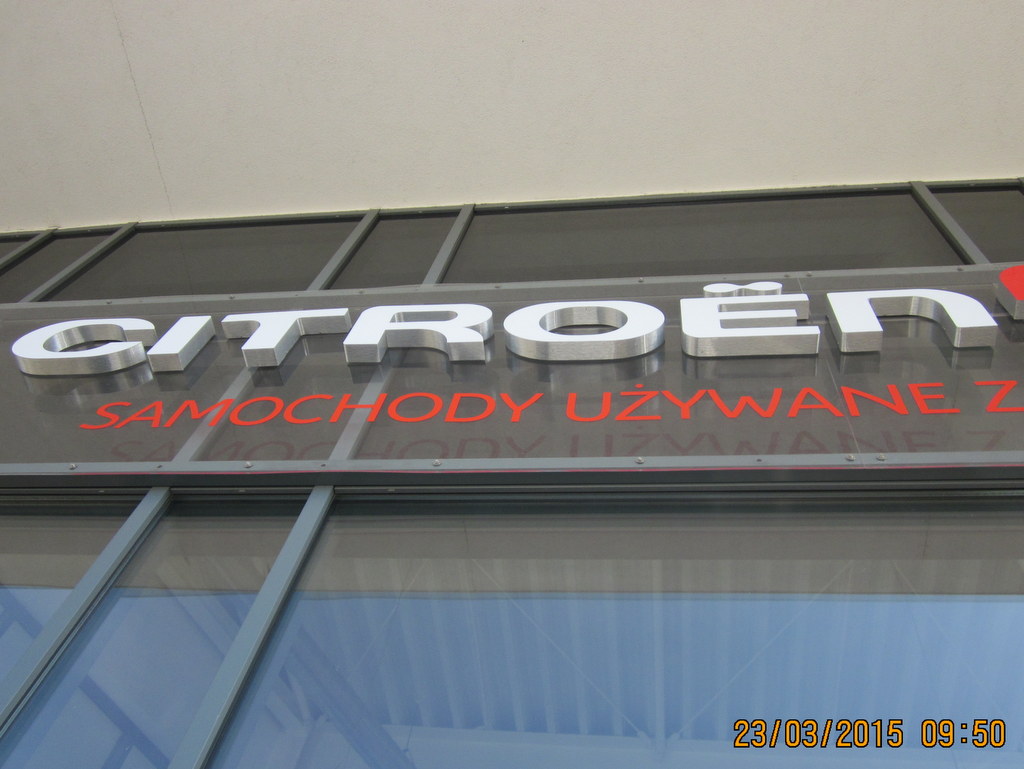 CITROËn
SAMOCHODY UŻYWANE Z
23/03/2015 09:50